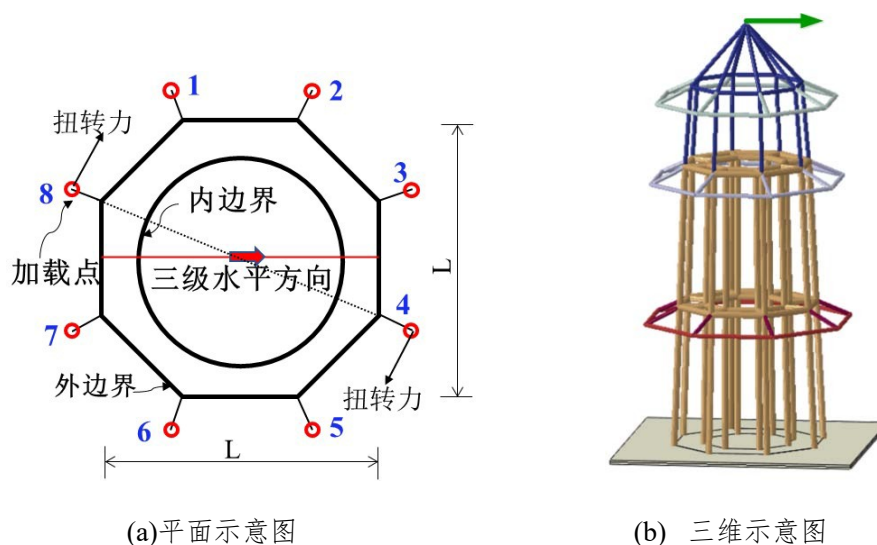 1
2
扭转力
3
8
内边界
L
加载点
三级水平方向
4
7
外边界
扭转力
6
5
L
(a)平面示意图
(b) 三维示意图